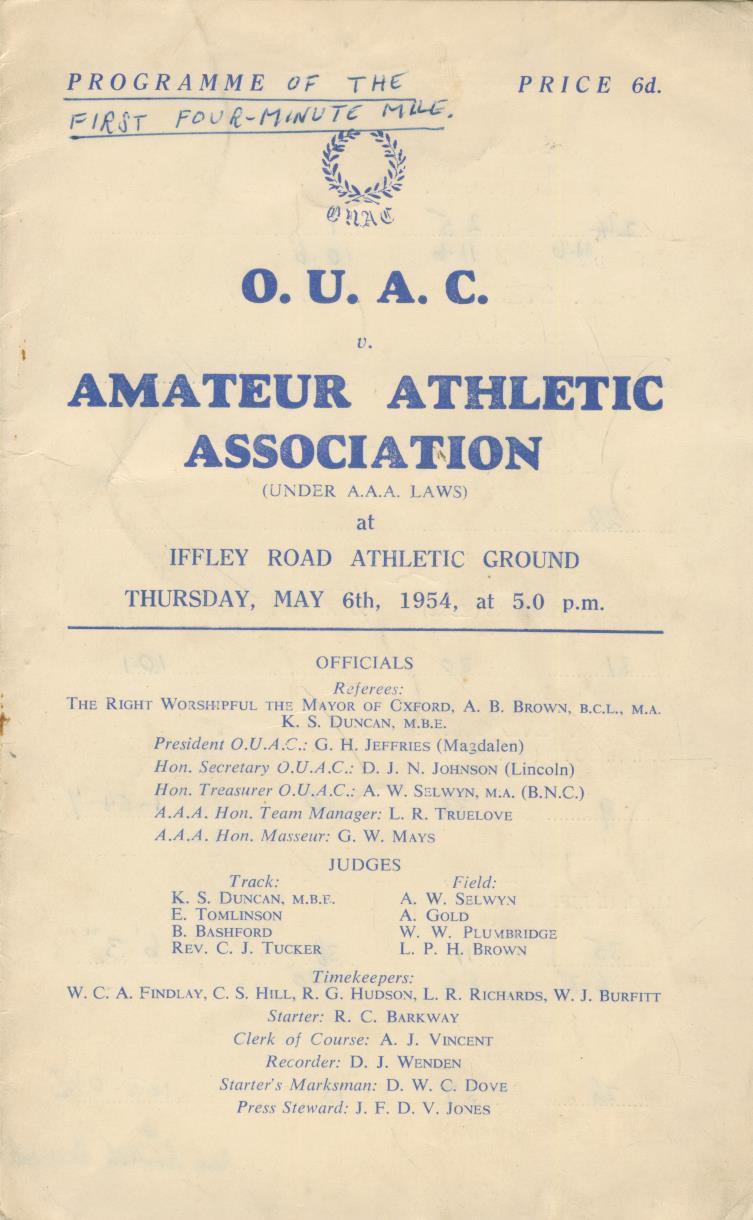 PROGRAMME OF THE PRICE 6d.
FIRST FOUR-MINUTE MILE.
OUAC
O. U. A. C.
v.
AMATEUR ATHLETIC
ASSOCIATION
(UNDER A.A.A. LAWS)
at
IFFLEY ROAD ATHLETIC GROUND
THURSDAY, MAY 6th, 1954, at 5.0 p.m.
OFFICIALS
Referees:
THE RIGHT WORSHIPFUL THE MAYOR OF OXFORD, A. B. BROWN, B.C.L., M.A.
K. S. DUNCAN, M.B.E.
President O.U.A.C.: G. H. JEFFRIES (Magdalen)
Hon. Secretary O.U.A.C.: D. J. N. JOHNSON (Lincoln)
Hon. Treasurer O.U.A.C.: A. W. SELWYN, M.A. (B.N.C.)
A.A.A. Hon. Team Manager: L. R. TRUELOVE
A.A.A. Hon. Masseur: G. W. MAYS
JUDGES
Track: Field:
K. S. DUNCAN, M.B.E. A. W. SELWYN
E. TOMLINSON A. GOLD
B. BASHFORD W. W. PLUMBRIDGE
REV. C. J. TUCKER L. P. H. BROWN
Timekeepers:
W. C. A. FINDLAY, C. S. HILL, R. G. HUDSON, L. R. RICHARDS, W. J. BURFITT
Starter: R. C. BARKWAY
Clerk of Course: A. J. VINCENT
Recorder: D. J. WENDEN
Starter's Marksman: D. W. C. DOVE
Press Steward: J. F. D. V. JONES